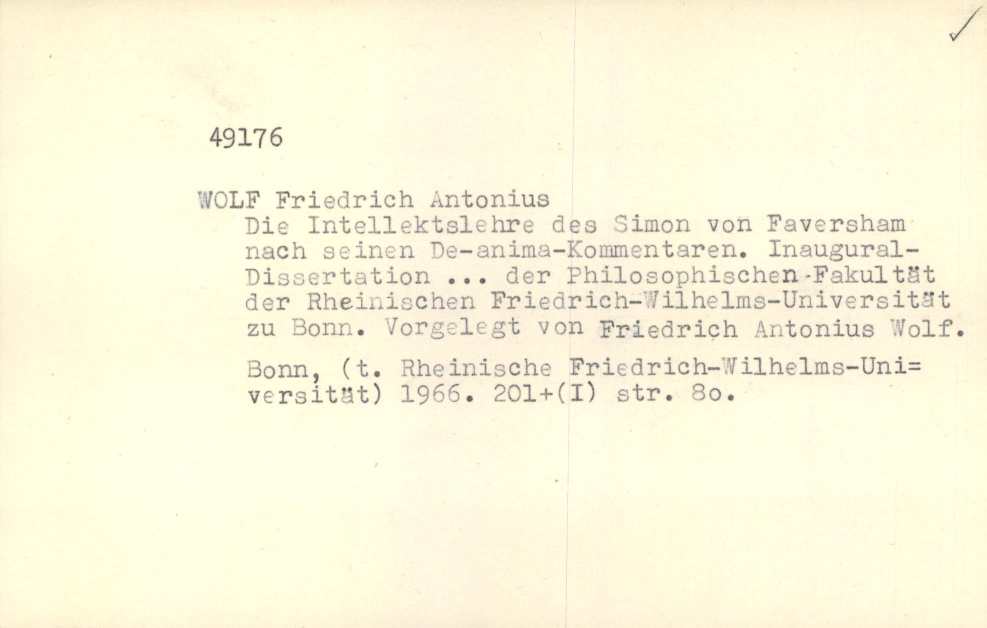 49176
WOLF Friedrich Antonius
Die Intellektslehre des Simon von Faversham
nach seinen De-anima-Kommentaren. Inaugural-
Dissertation ... der Philosophischen-Fakultät
der Rheinischen Friedrich-Wilhelms-Universität
zu Bonn. Vorgelegt von Friedrich Antonius Wolf.
Bonn, (t. Rheinische Friedrich-Wilhelms-Uni=
versität) 1966. 201+(I) str. 8o.